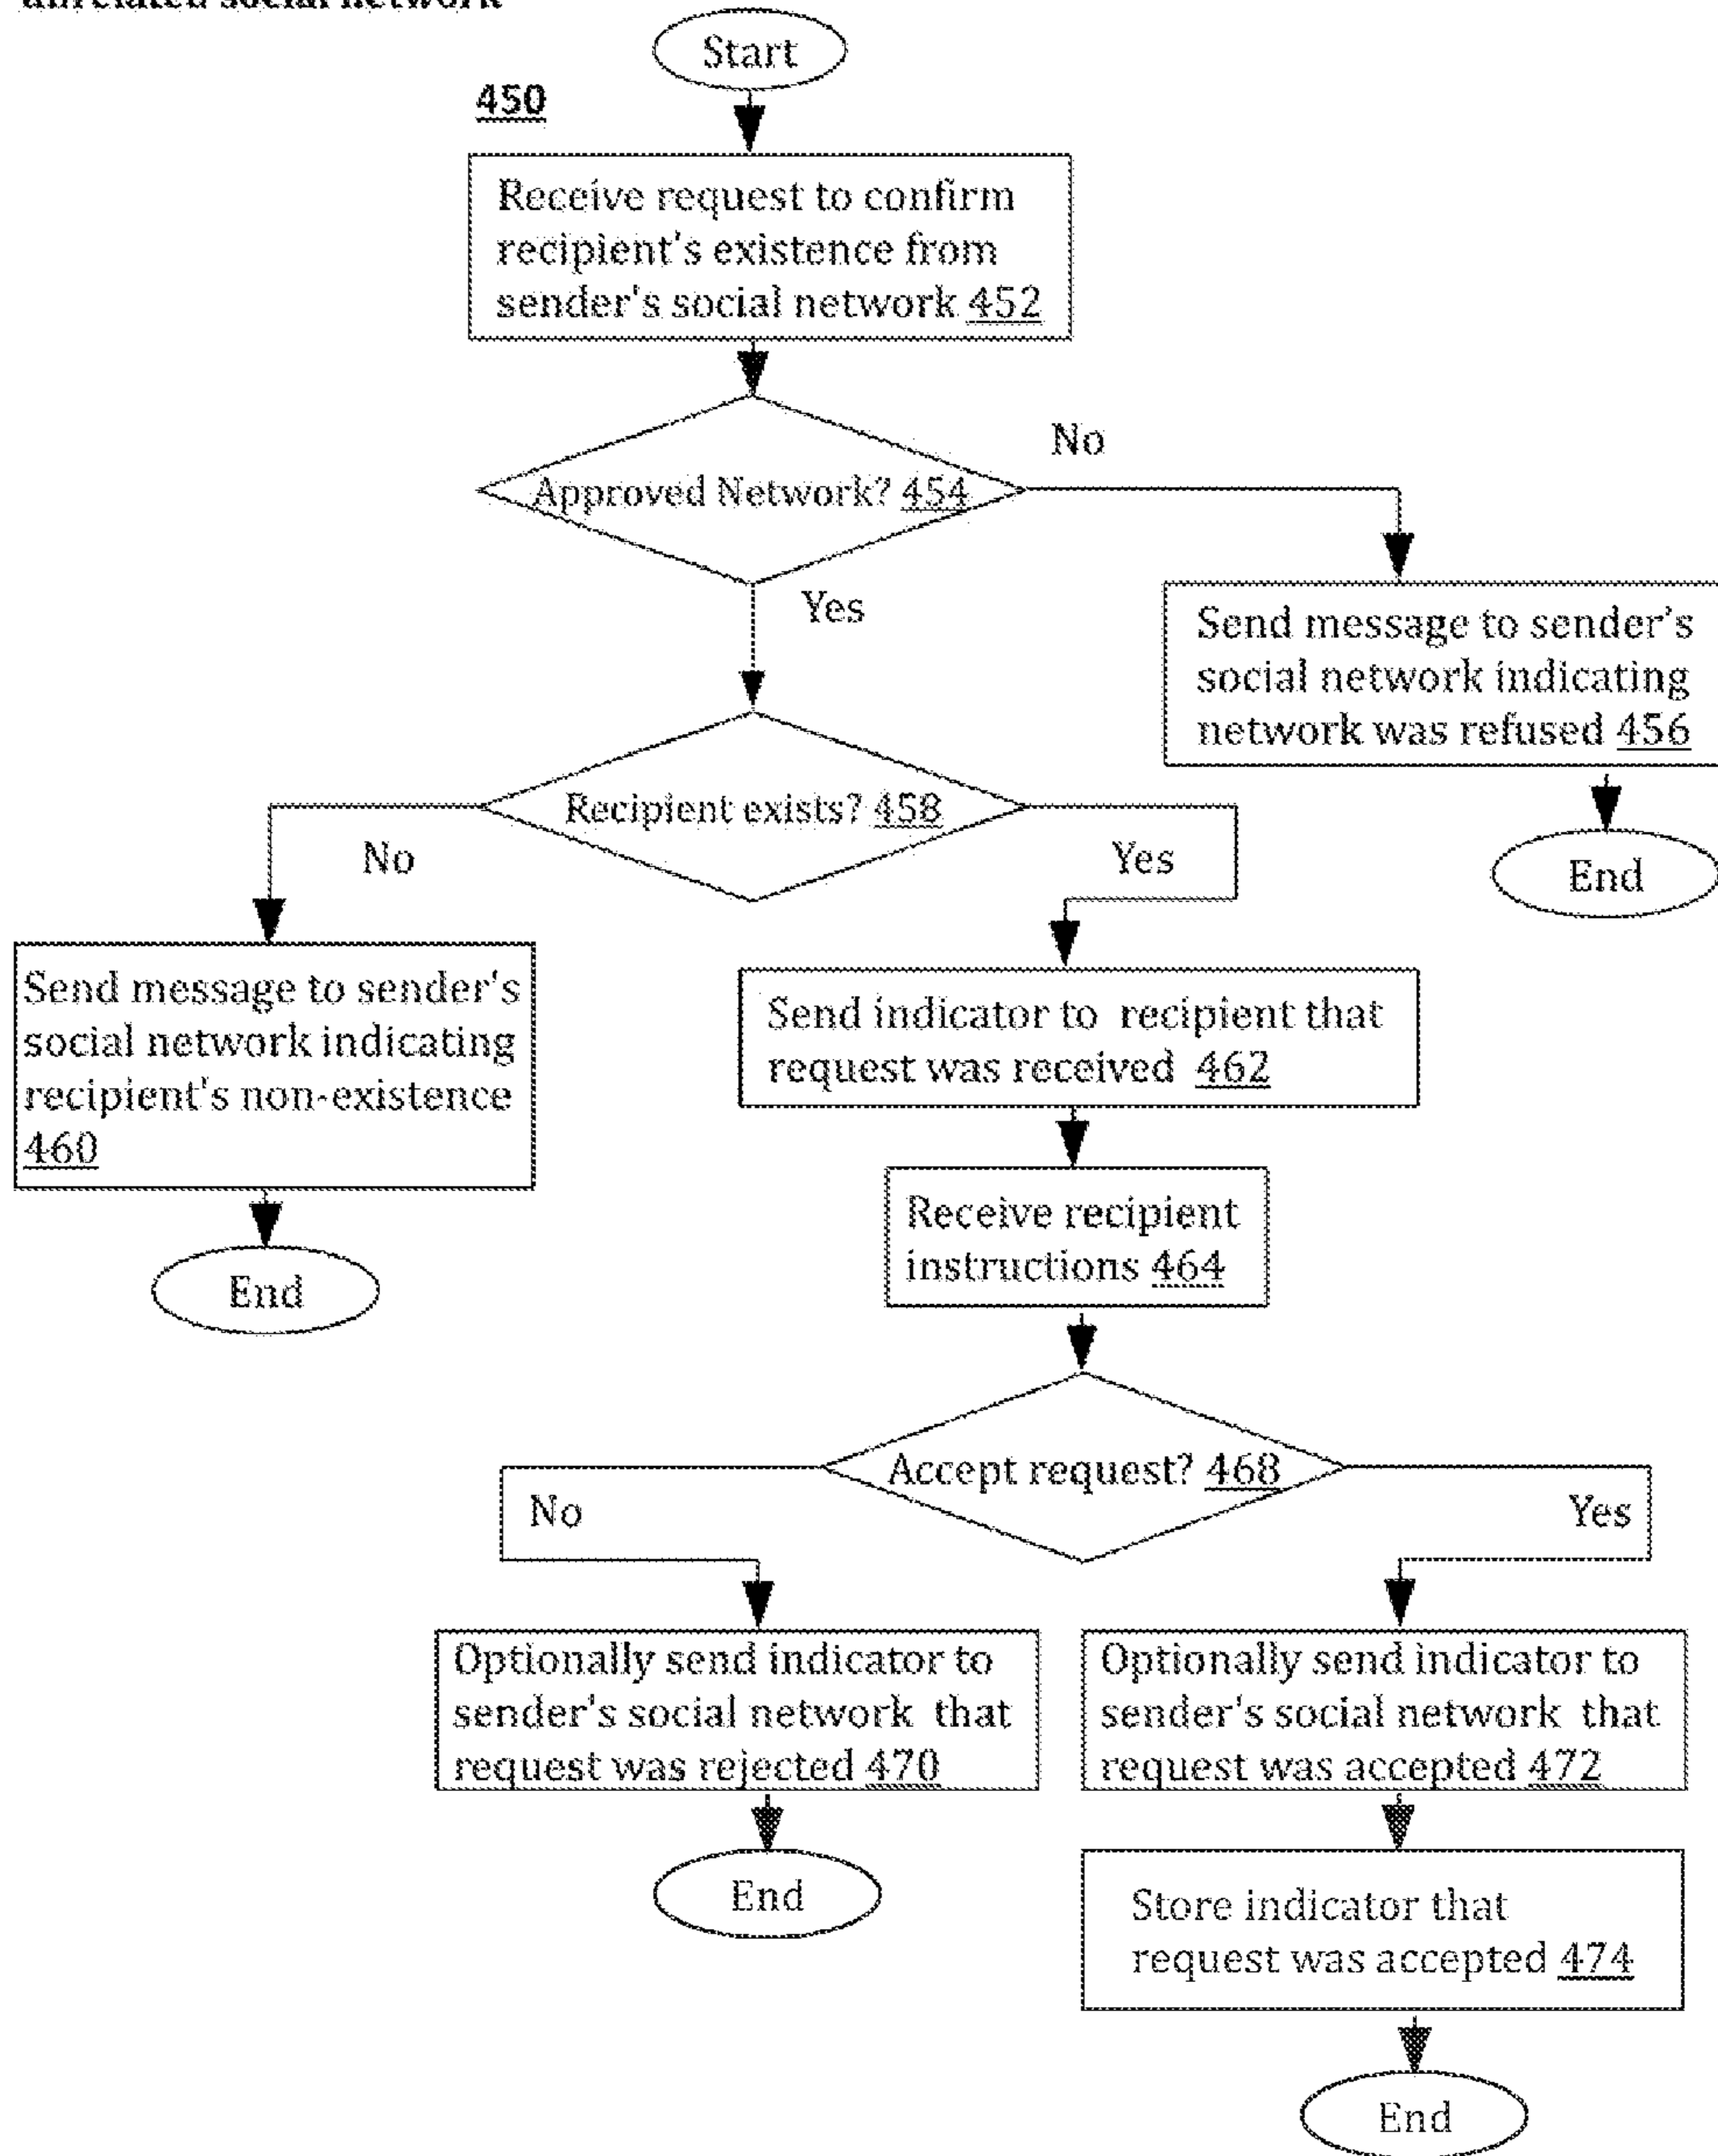 unrelated social network
Start
450
Receive request to confirm
recipient's existence from
sender's social network 452
No
Approved Network? 454
Yes
Send message to sender's
social network indicating
network was refused 456
Recipient exists? 458
No
Yes
End
Send message to sender's
social network indicating
recipient's non-existence
460
Send indicator to recipient that
request was received 462
End
Receive recipient
instructions 464
Accept request? 468
No
Yes
Optionally send indicator to
sender's social network that
request was rejected 470
Optionally send indicator to
sender's social network that
request was accepted 472
End
Store indicator that
request was accepted 474
End